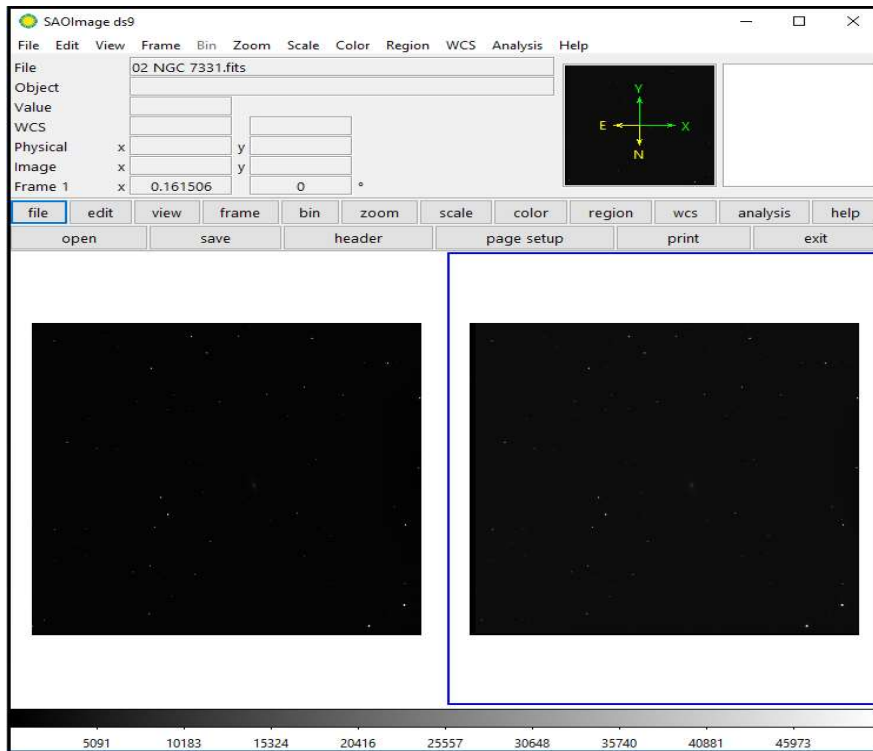 SAOImage ds9
File Edit View Frame Bin Zoom Scale Color Region WCS Analysis Help
File 02 NGC 7331.fits
Object
Value
WCS
Physical x y
Image x y
Frame 1 x 0.161506 0 °
Y
E X
N
file edit view frame bin zoom scale color region wcs analysis help
open save header page setup print exit
5091 10183 15324 20416 25557 30648 35740 40881 45973